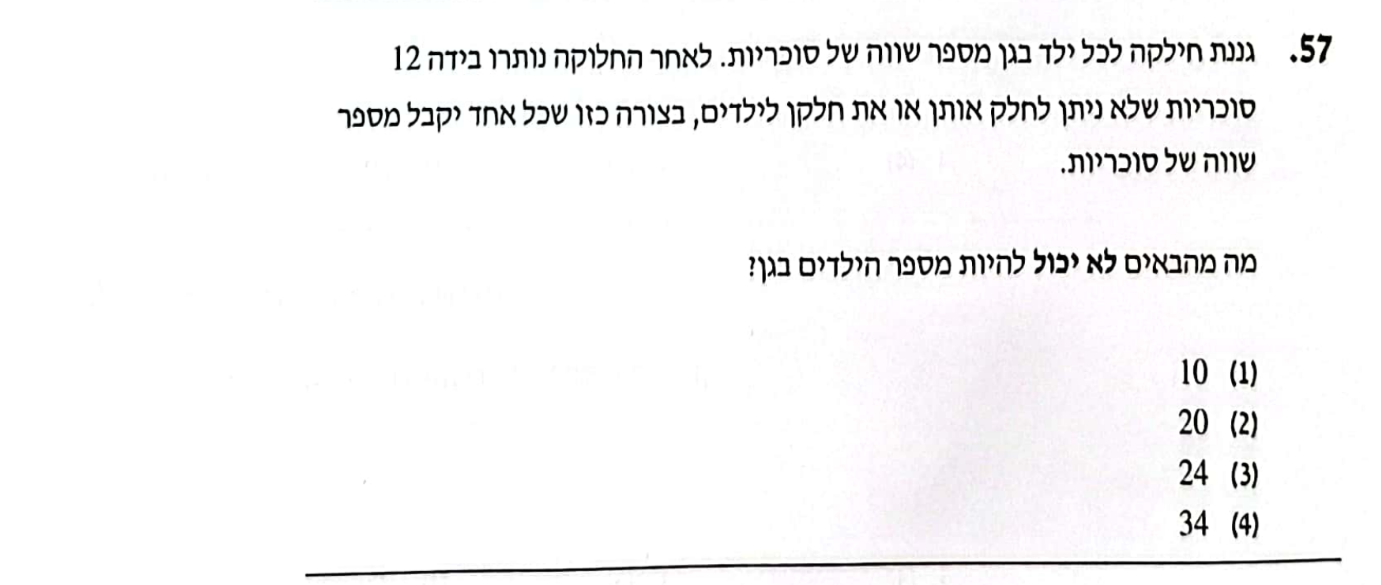 57. גננת חילקה לכל ילד בגן מספר שווה של סוכריות. לאחר החלוקה נותרו בידה 12
סוכריות שלא ניתן לחלק אותן או את חלקן לילדים, בצורה כזו שכל אחד יקבל מספר
שווה של סוכריות.
מה מהבאים לא יכול להיות מספר הילדים בגן?
(1) 10
(2) 20
(3) 24
(4) 34